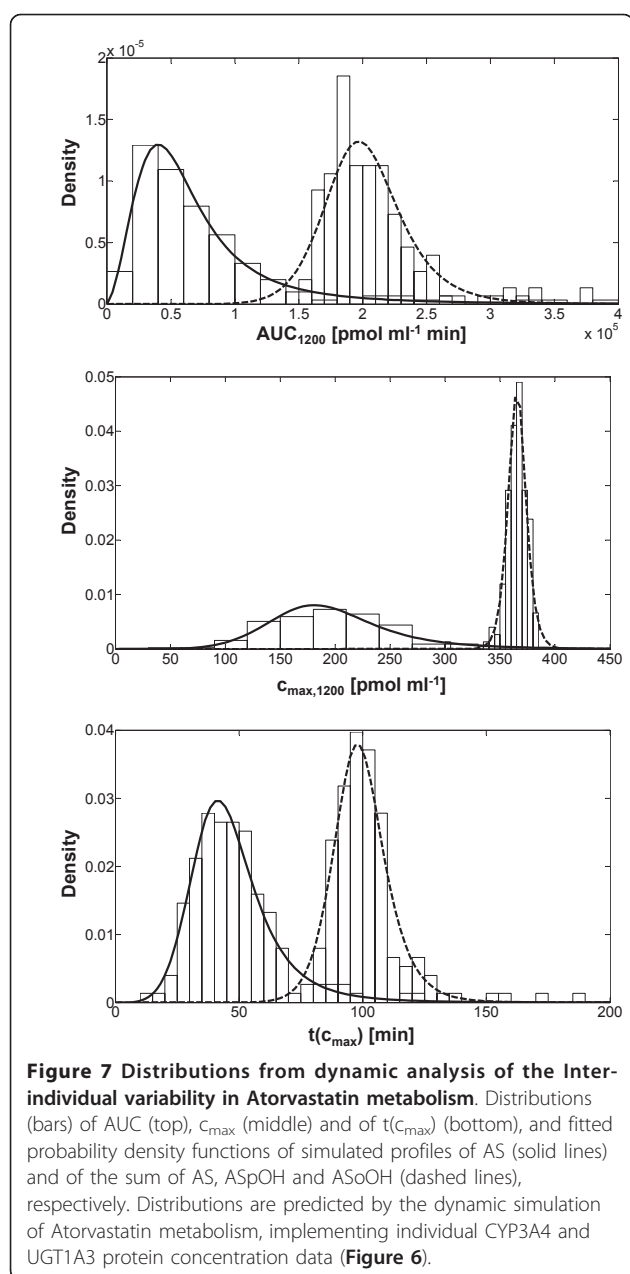 x 10⁻⁵
2
1.5
1
0.5
0
Density
0 0.5 1 1.5 2 2.5 3 3.5 4
x 10⁵
AUC₁₂₀₀ [pmol ml⁻¹ min]
0.05
0.04
0.03
0.02
0.01
0
Density
0 50 100 150 200 250 300 350 400 450
c_max,1200 [pmol ml⁻¹]
0.04
0.03
0.02
0.01
0
Density
0 50 100 150 200
t(c_max) [min]
Figure 7 Distributions from dynamic analysis of the Inter-
individual variability in Atorvastatin metabolism. Distributions
(bars) of AUC (top), c_max (middle) and of t(c_max) (bottom), and fitted
probability density functions of simulated profiles of AS (solid lines)
and of the sum of AS, ASpOH and ASoOH (dashed lines),
respectively. Distributions are predicted by the dynamic simulation
of Atorvastatin metabolism, implementing individual CYP3A4 and
UGT1A3 protein concentration data (Figure 6).